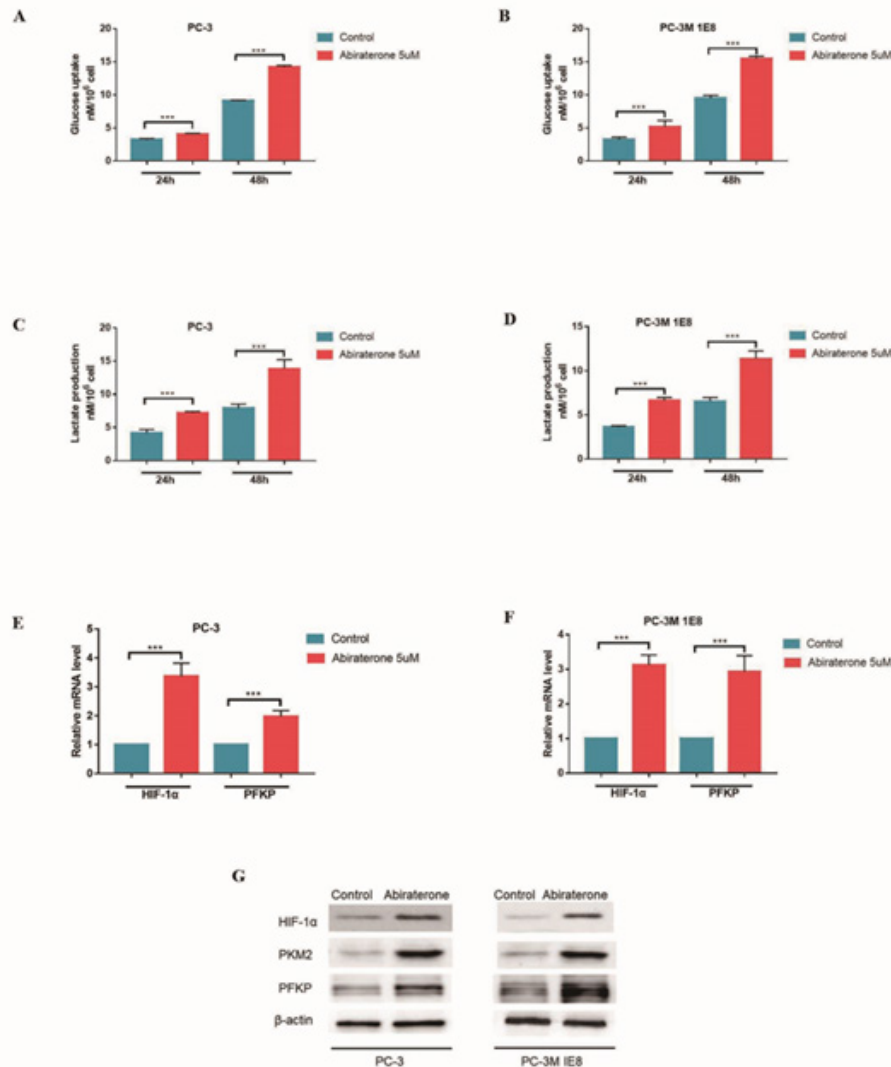 A
PC-3
Glucose uptake
nM/10⁶ cell
20
15
10
5
0
***
***
24h
48h
Control
Abiraterone 5uM
B
PC-3M 1E8
Glucose uptake
nM/10⁶ cell
20
15
10
5
0
***
***
24h
48h
Control
Abiraterone 5uM
C
PC-3
Lactate production
nM/10⁶ cell
20
15
10
5
0
***
***
24h
48h
Control
Abiraterone 5uM
D
PC-3M 1E8
Lactate production
nM/10⁶ cell
15
10
5
0
***
***
24h
48h
Control
Abiraterone 5uM
E
PC-3
Relative mRNA level
5
4
3
2
1
0
***
***
HIF-1α
PFKP
Control
Abiraterone 5uM
F
PC-3M 1E8
Relative mRNA level
4
3
2
1
0
***
***
HIF-1α
PFKP
Control
Abiraterone 5uM
G
Control Abiraterone
Control Abiraterone
HIF-1α
PKM2
PFKP
β-actin
PC-3
PC-3M IE8